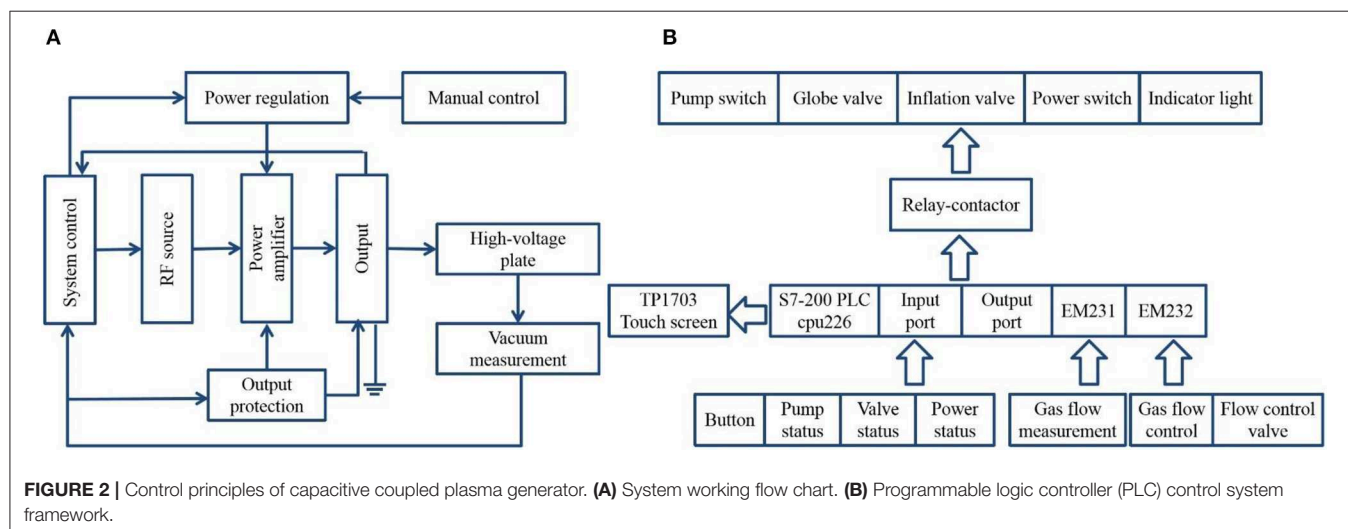 A
Power regulation
Manual control
System control
RF source
Power
amplifier
Output
High-voltage
plate
Vacuum
measurement
Output
protection
B
Pump switch
Globe valve
Inflation valve
Power switch
Indicator light
Relay-contactor
TP1703
Touch screen
S7-200 PLC
cpu226
Input
port
Output
port
EM231
EM232
Button
Pump
status
Valve
status
Power
status
Gas flow
measurement
Gas flow
control
Flow control
valve
FIGURE 2 | Control principles of capacitive coupled plasma generator. (A) System working flow chart. (B) Programmable logic controller (PLC) control system
framework.